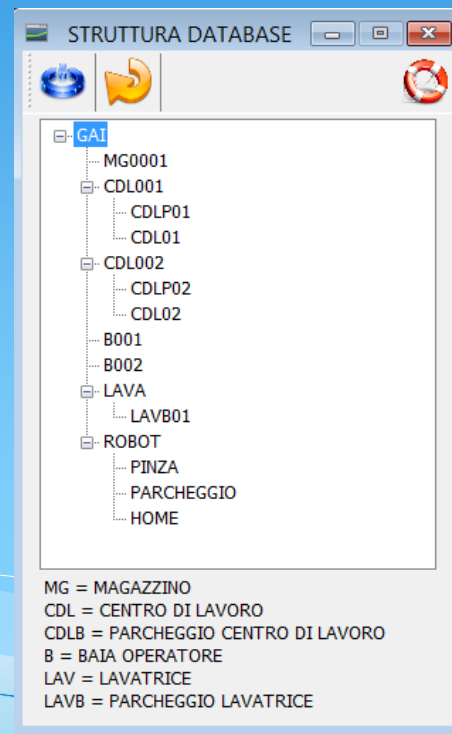 STRUTTURA DATABASE
GAI
MG0001
CDL001
CDLP01
CDL01
CDL002
CDLP02
CDL02
B001
B002
LAVA
LAVB01
ROBOT
PINZA
PARCHEGGIO
HOME
MG = MAGAZZINO
CDL = CENTRO DI LAVORO
CDLB = PARCHEGGIO CENTRO DI LAVORO
B = BAIA OPERATORE
LAV = LAVATRICE
LAVB = PARCHEGGIO LAVATRICE